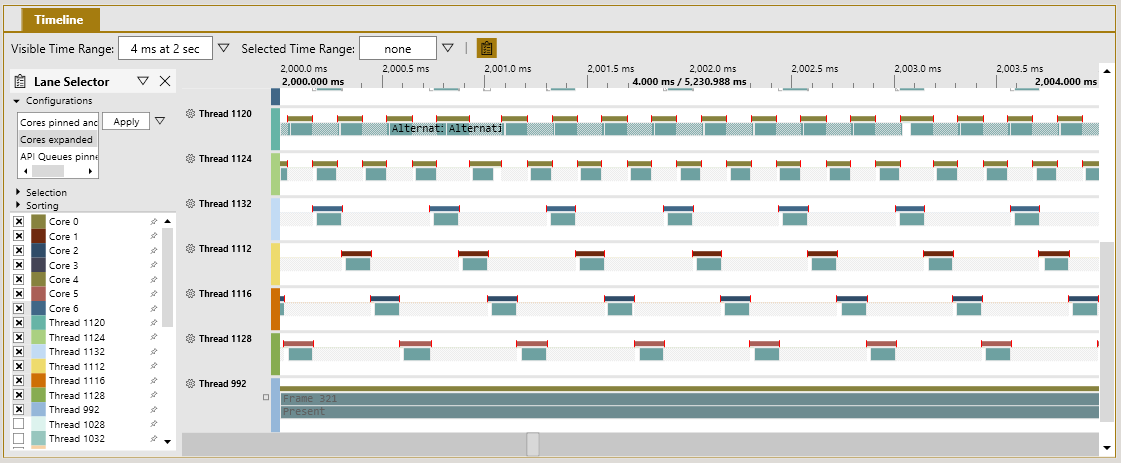 Timeline
Visible Time Range: 4 ms at 2 sec Selected Time Range: none
Lane Selector
Configurations
Cores pinned and
Cores expanded
API Queues pinne
Apply
Selection
Sorting
Core 0
Core 1
Core 2
Core 3
Core 4
Core 5
Core 6
Thread 1120
Thread 1124
Thread 1132
Thread 1112
Thread 1116
Thread 1128
Thread 992
Thread 1028
Thread 1032
2,000.0 ms 2,000.5 ms 2,001.0 ms 2,001.5 ms 2,002.0 ms 2,002.5 ms 2,003.0 ms 2,003.5 ms
2,000.000 ms 4.000 ms / 5,230.988 ms 2,004.000 ms
Thread 1120
Alternati Alternati
Thread 1124
Thread 1132
Thread 1112
Thread 1116
Thread 1128
Thread 992
Frame 321
Present